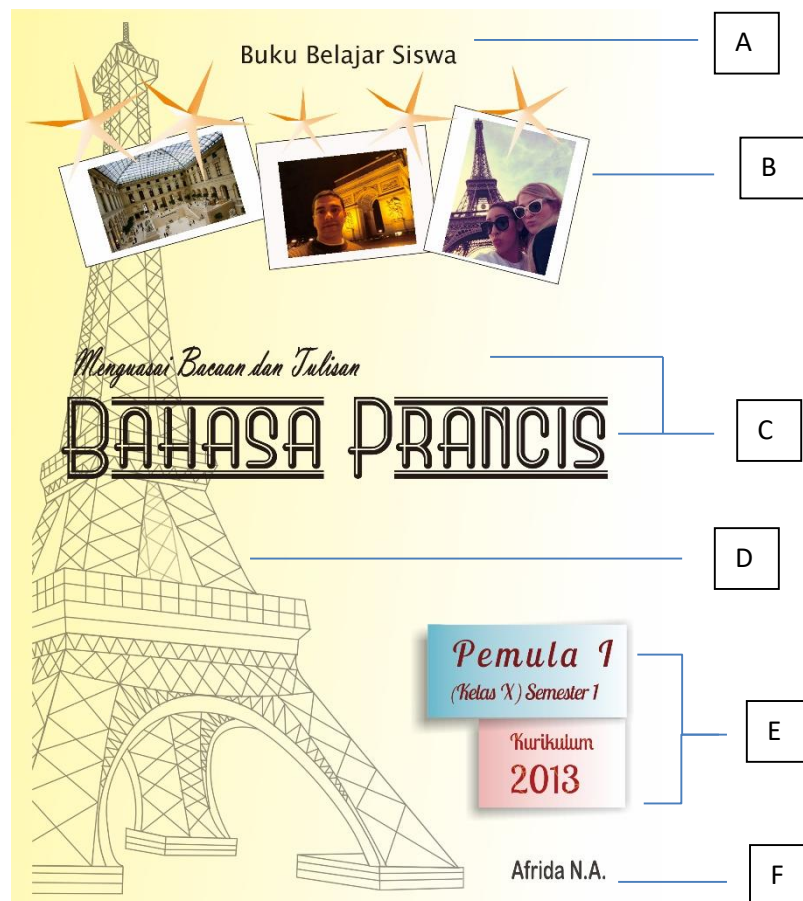 Buku Belajar Siswa
A
B
Menguasai Bacaan dan Tulisan
BAHASA PRANCIS
C
D
Pemula I
(Kelas X) Semester 1
Kurikulum
2013
E
Afrida N.A.
F